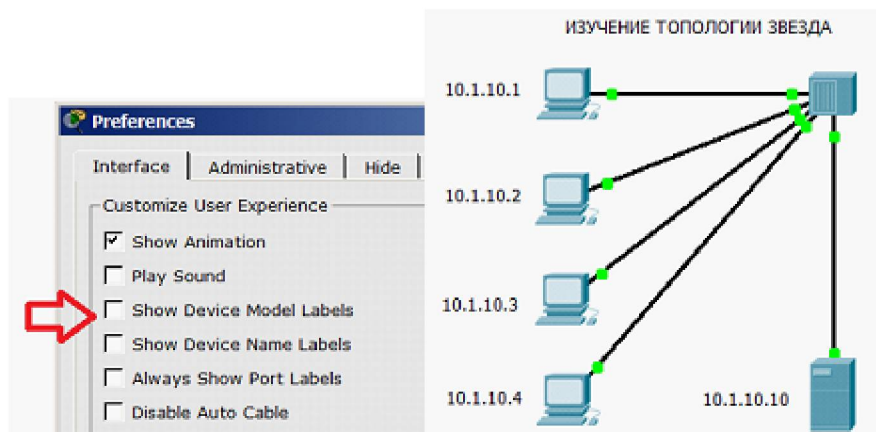 Preferences
Interface Administrative Hide
Customize User Experience
Show Animation
Play Sound
Show Device Model Labels
Show Device Name Labels
Always Show Port Labels
Disable Auto Cable
ИЗУЧЕНИЕ ТОПОЛОГИИ ЗВЕЗДА
10.1.10.1
10.1.10.2
10.1.10.3
10.1.10.4
10.1.10.10